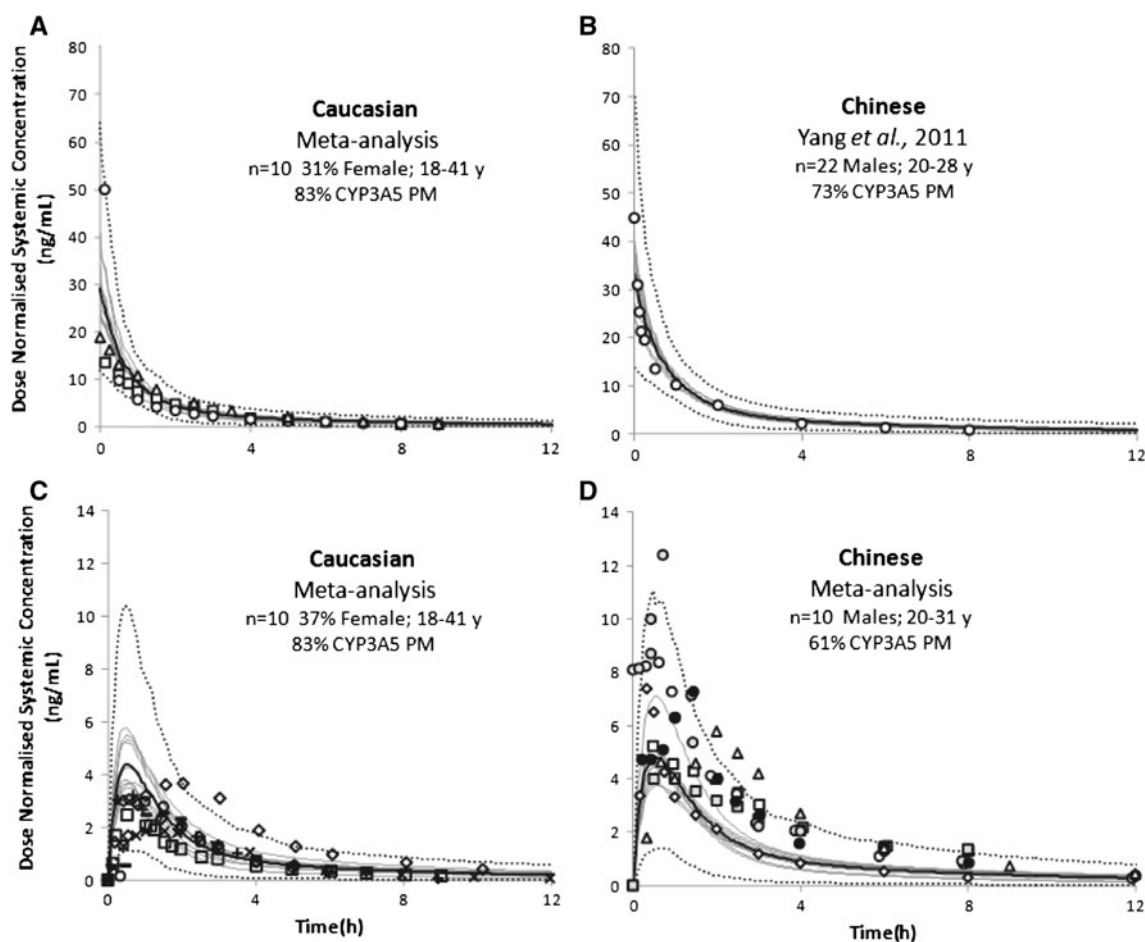 A
Dose Normalised Systemic Concentration
(ng/mL)
80
70
60
50
40
30
20
10
0
0
4
8
12
Caucasian
Meta-analysis
n=10 31% Female; 18-41 y
83% CYP3A5 PM
B
80
70
60
50
40
30
20
10
0
0
4
8
12
Chinese
Yang et al., 2011
n=22 Males; 20-28 y
73% CYP3A5 PM
C
Dose Normalised Systemic Concentration
(ng/mL)
14
12
10
8
6
4
2
0
0
4
8
12
Time(h)
Caucasian
Meta-analysis
n=10 37% Female; 18-41 y
83% CYP3A5 PM
D
14
12
10
8
6
4
2
0
0
4
8
12
Time(h)
Chinese
Meta-analysis
n=10 Males; 20-31 y
61% CYP3A5 PM